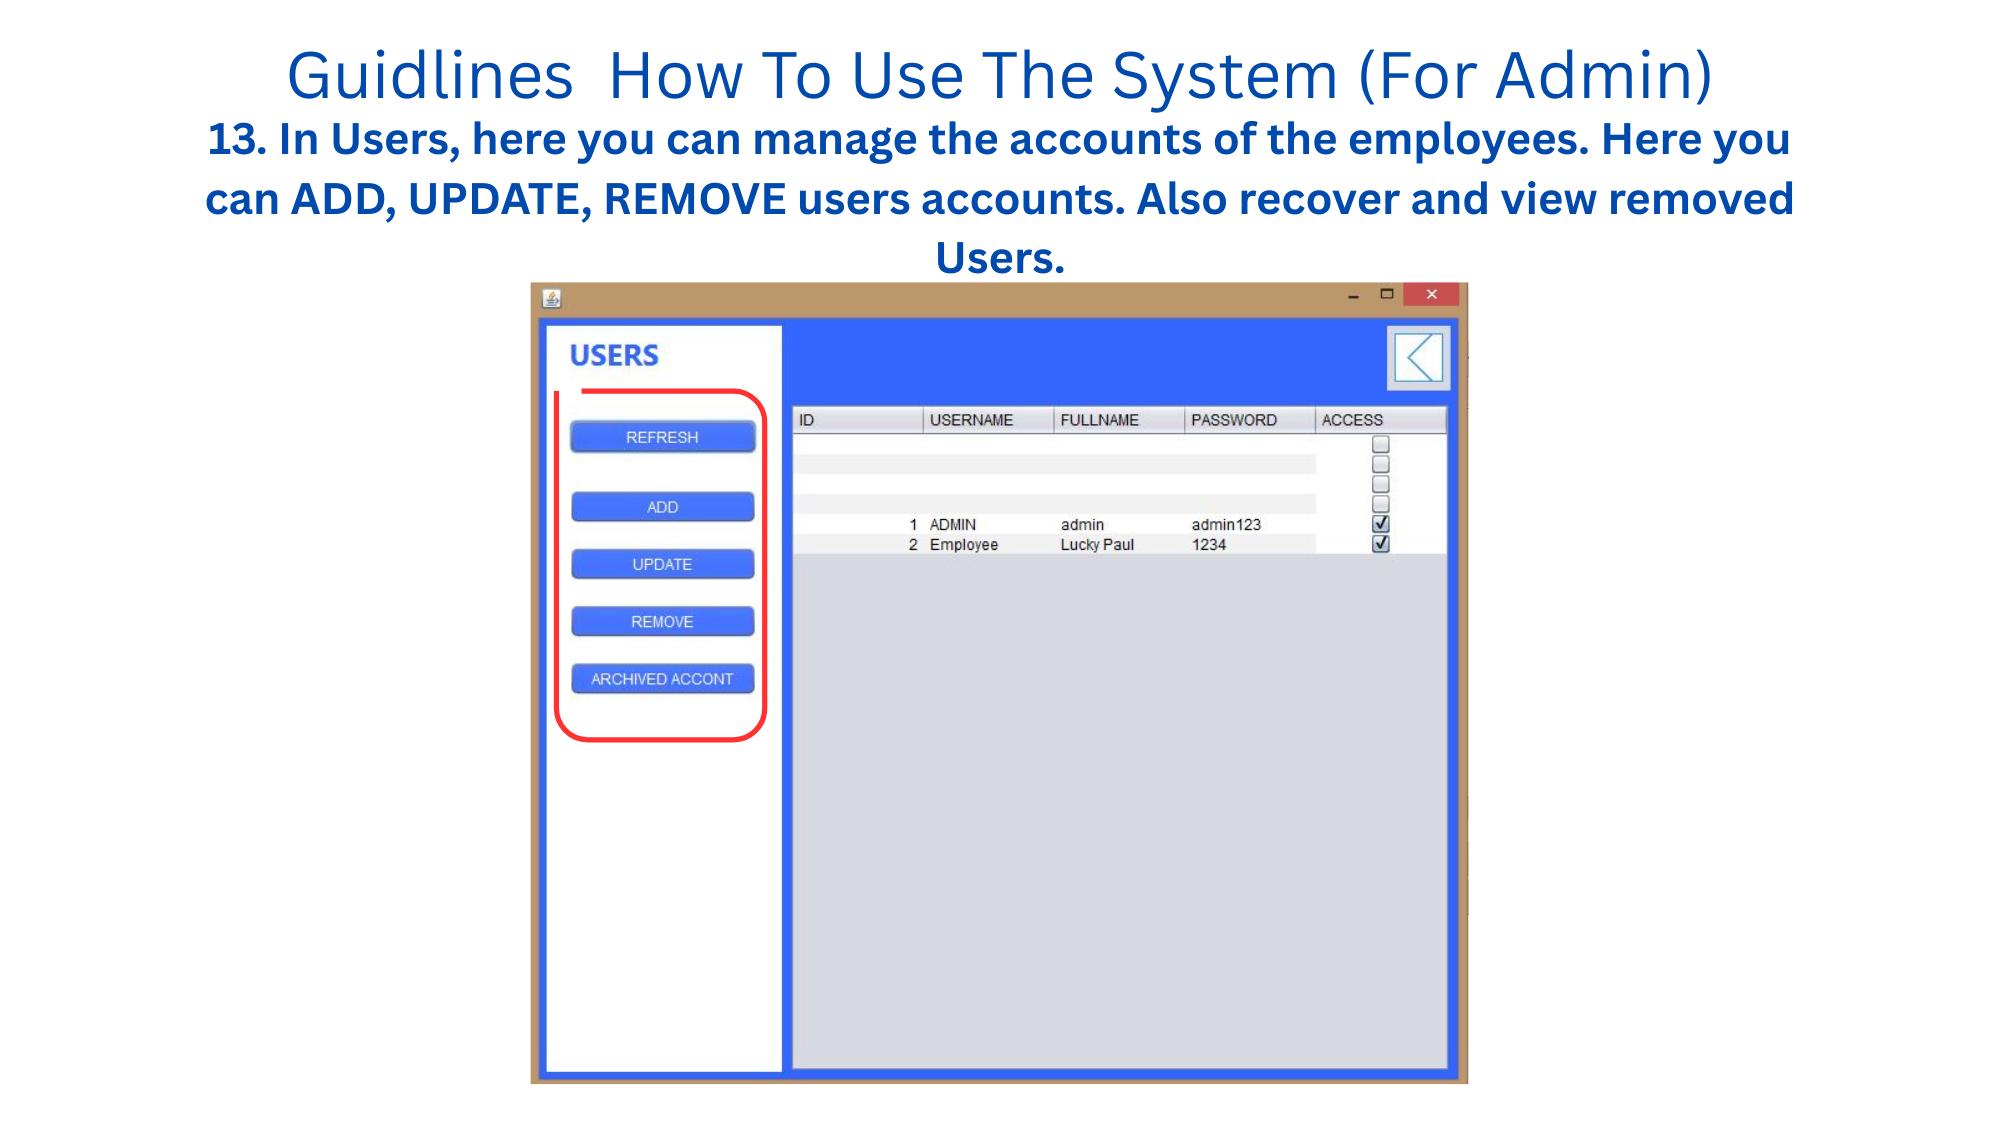 Guidlines How To Use The System (For Admin)
13. In Users, here you can manage the accounts of the employees. Here you
can ADD, UPDATE, REMOVE users accounts. Also recover and view removed
Users.
USERS
REFRESH
ADD
UPDATE
REMOVE
ARCHIVED ACCONT
ID USERNAME FULLNAME PASSWORD ACCESS
1 ADMIN admin admin123
2 Employee Lucky Paul 1234